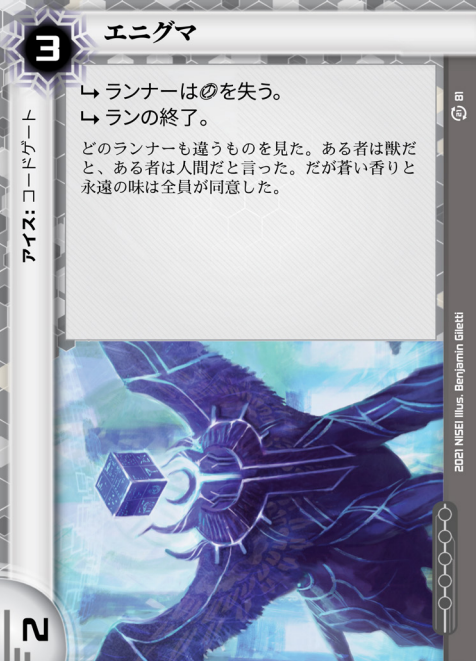 3
エニグマ
↳ ランナーはを失う。
↳ ランの終了。
どのランナーも違うものを見た。ある者は獣だ
と、ある者は人間だと言った。だが蒼い香りと
永遠の味は全員が同意した。
アイス: コードゲート
2
81
2021 NISEI Illus. Benjamin Giletti